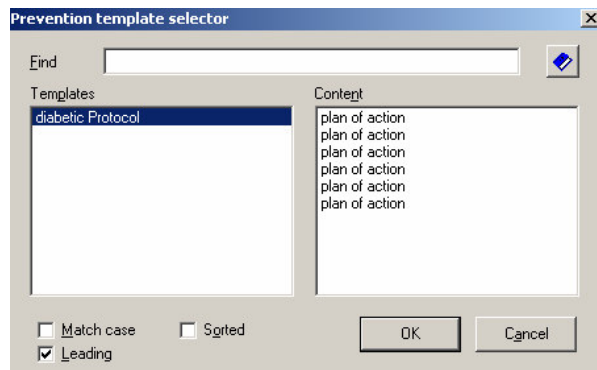 Prevention template selector
Find
Templates
Content
diabetic Protocol
plan of action
plan of action
plan of action
plan of action
plan of action
plan of action
Match case
Sorted
OK
Cancel
Leading